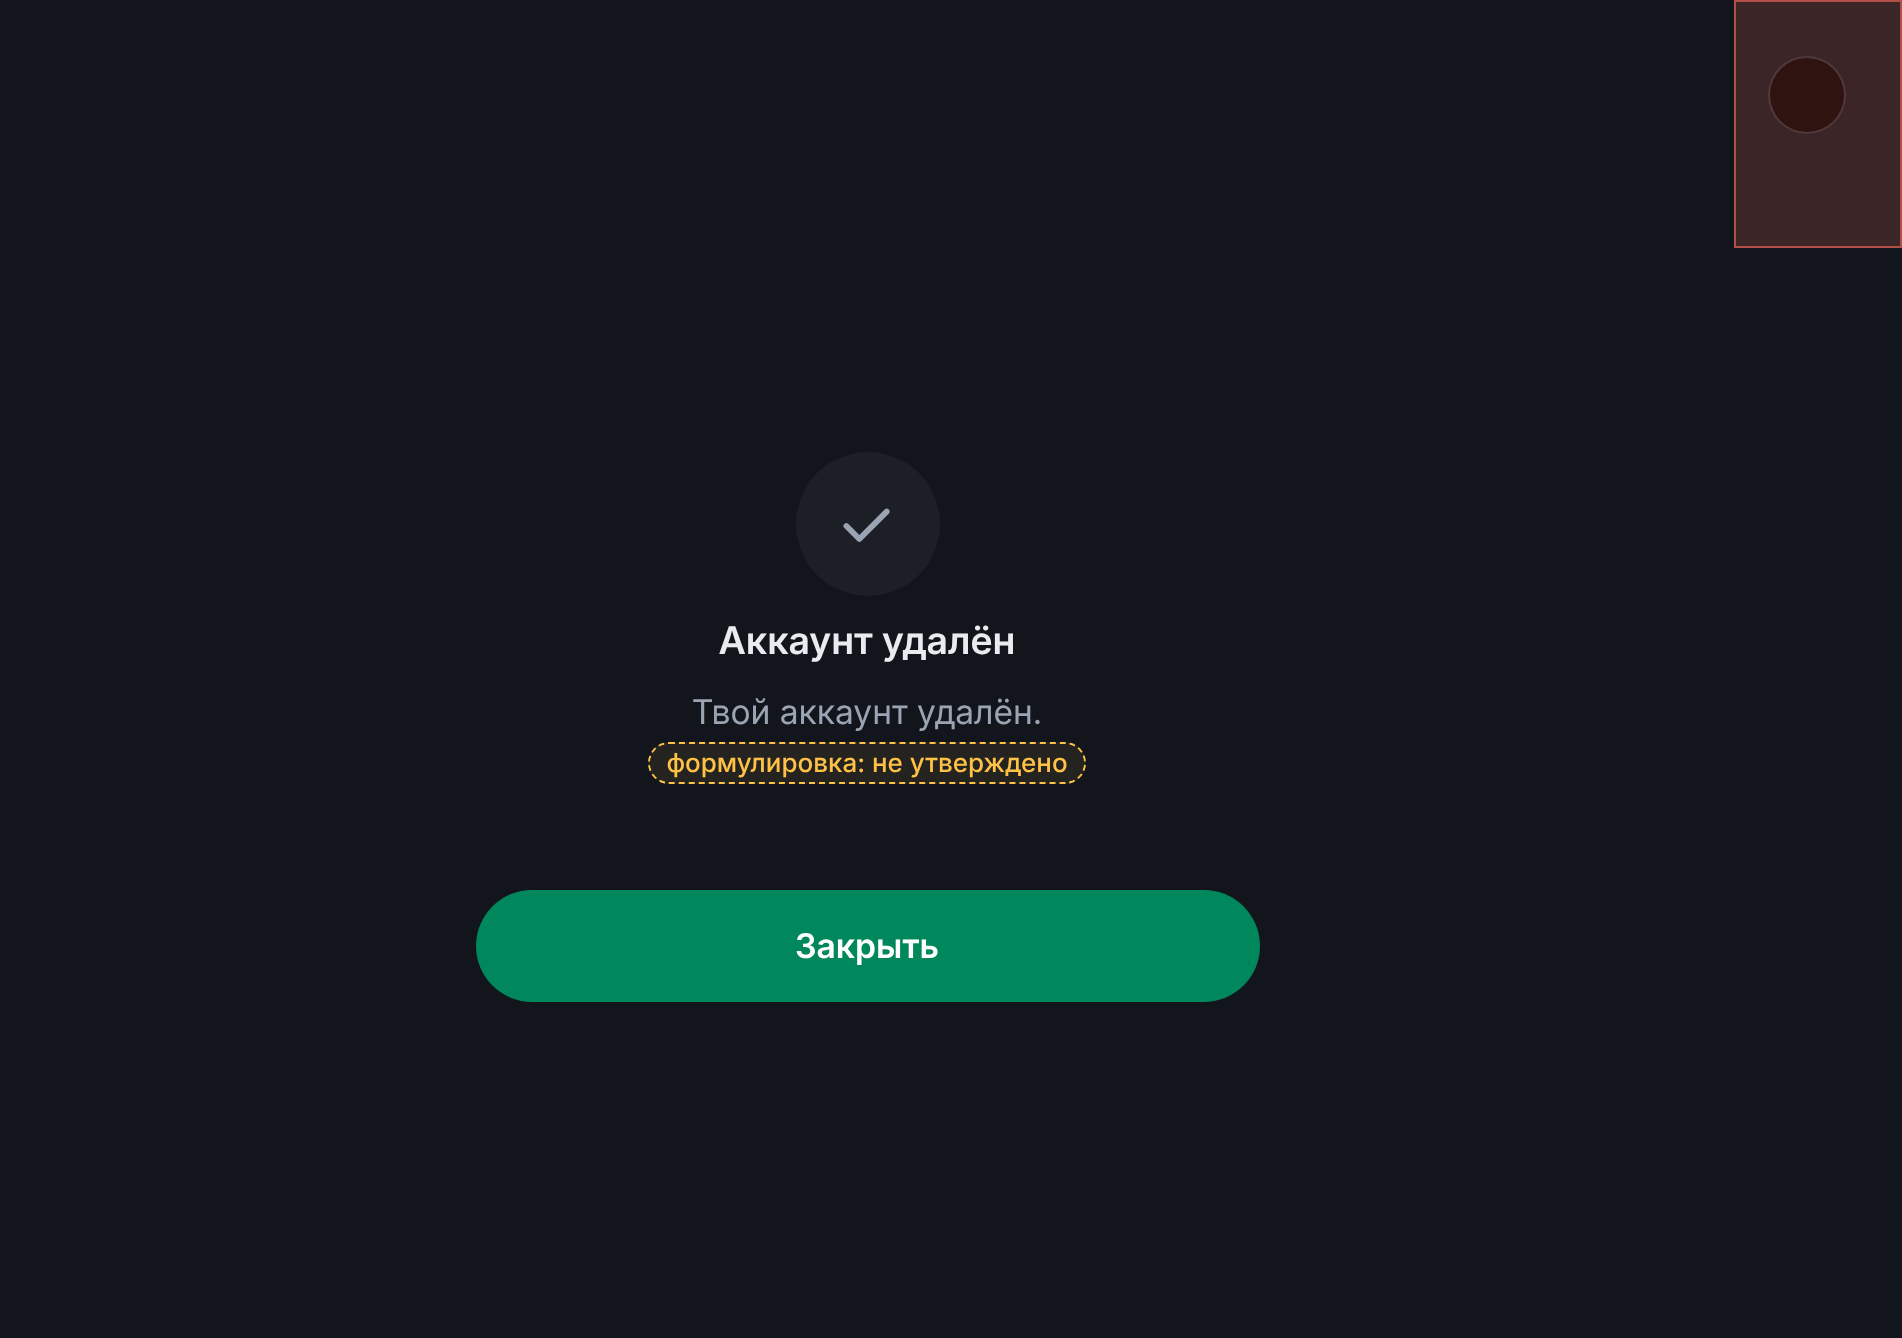 Аккаунт удалён
Твой аккаунт удалён.
формулировка: не утверждено
Закрыть